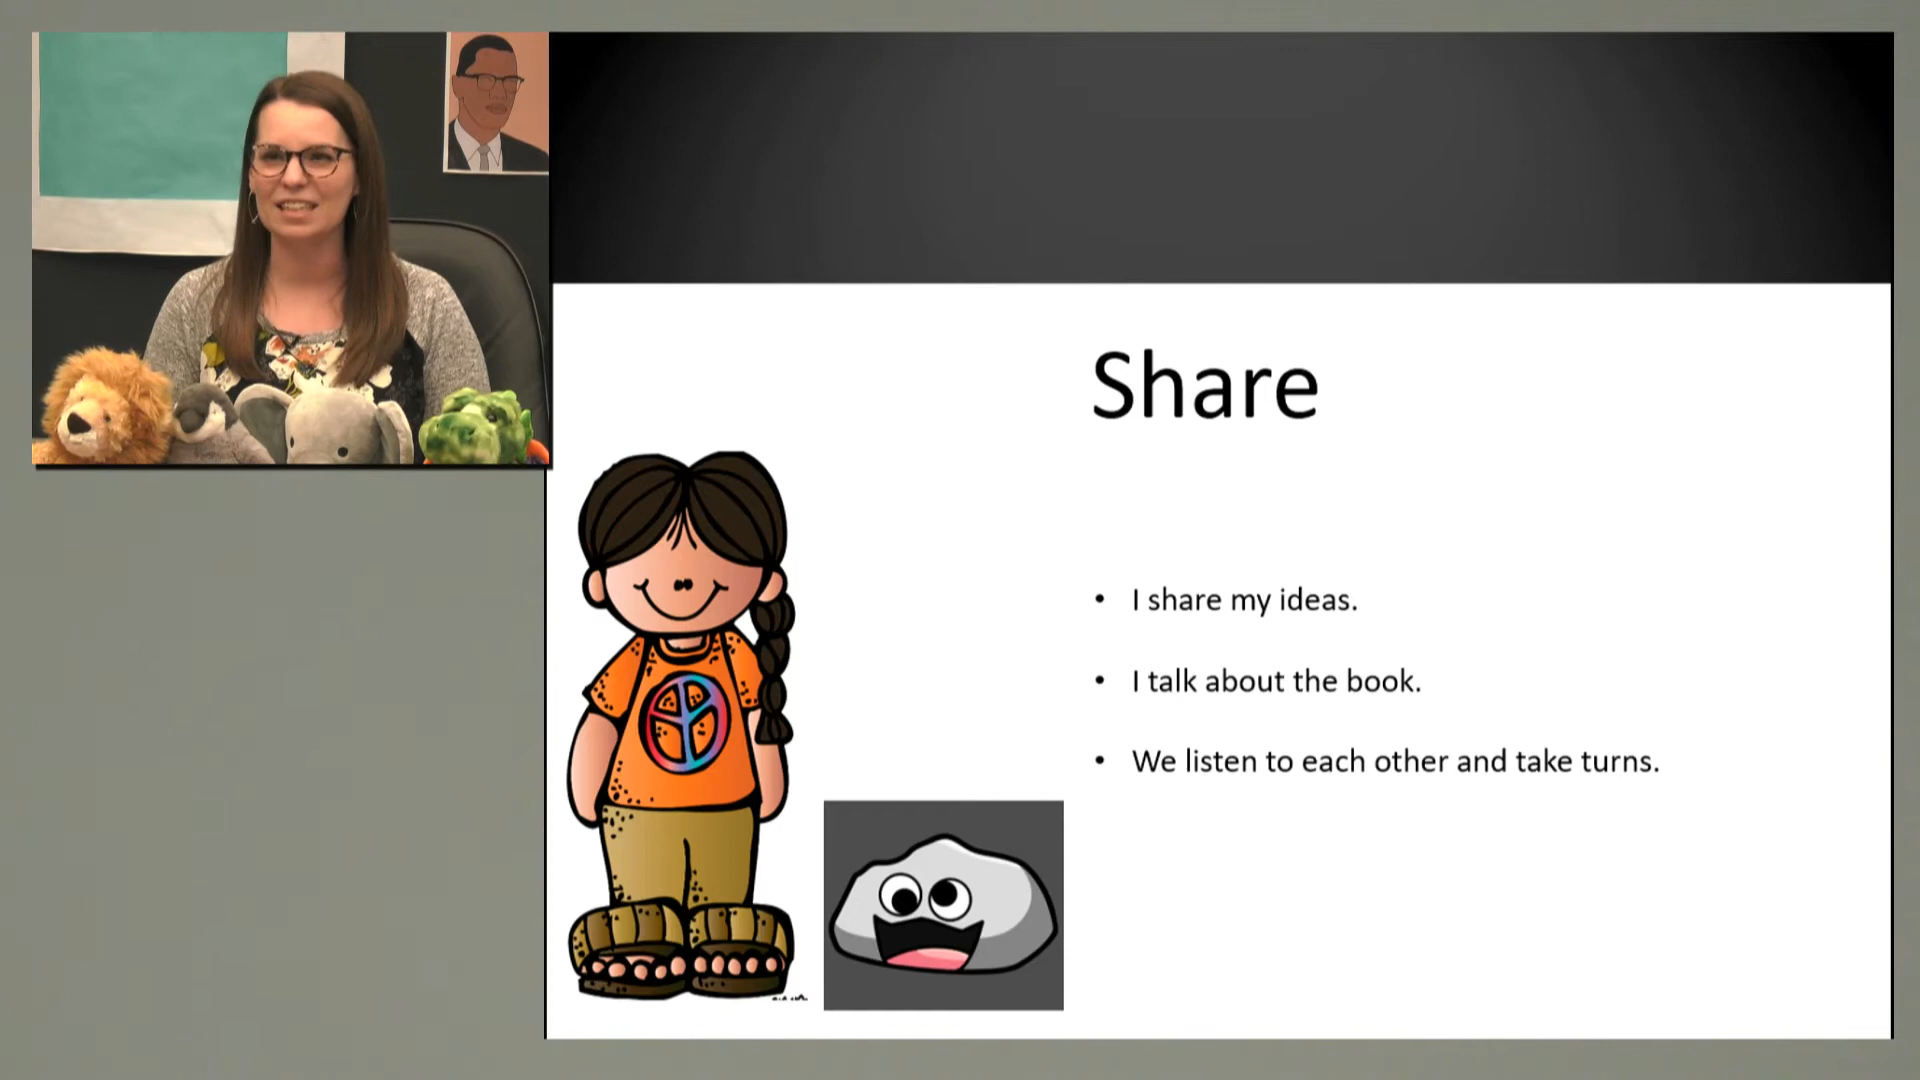 Share
• I share my ideas.
• I talk about the book.
• We listen to each other and take turns.